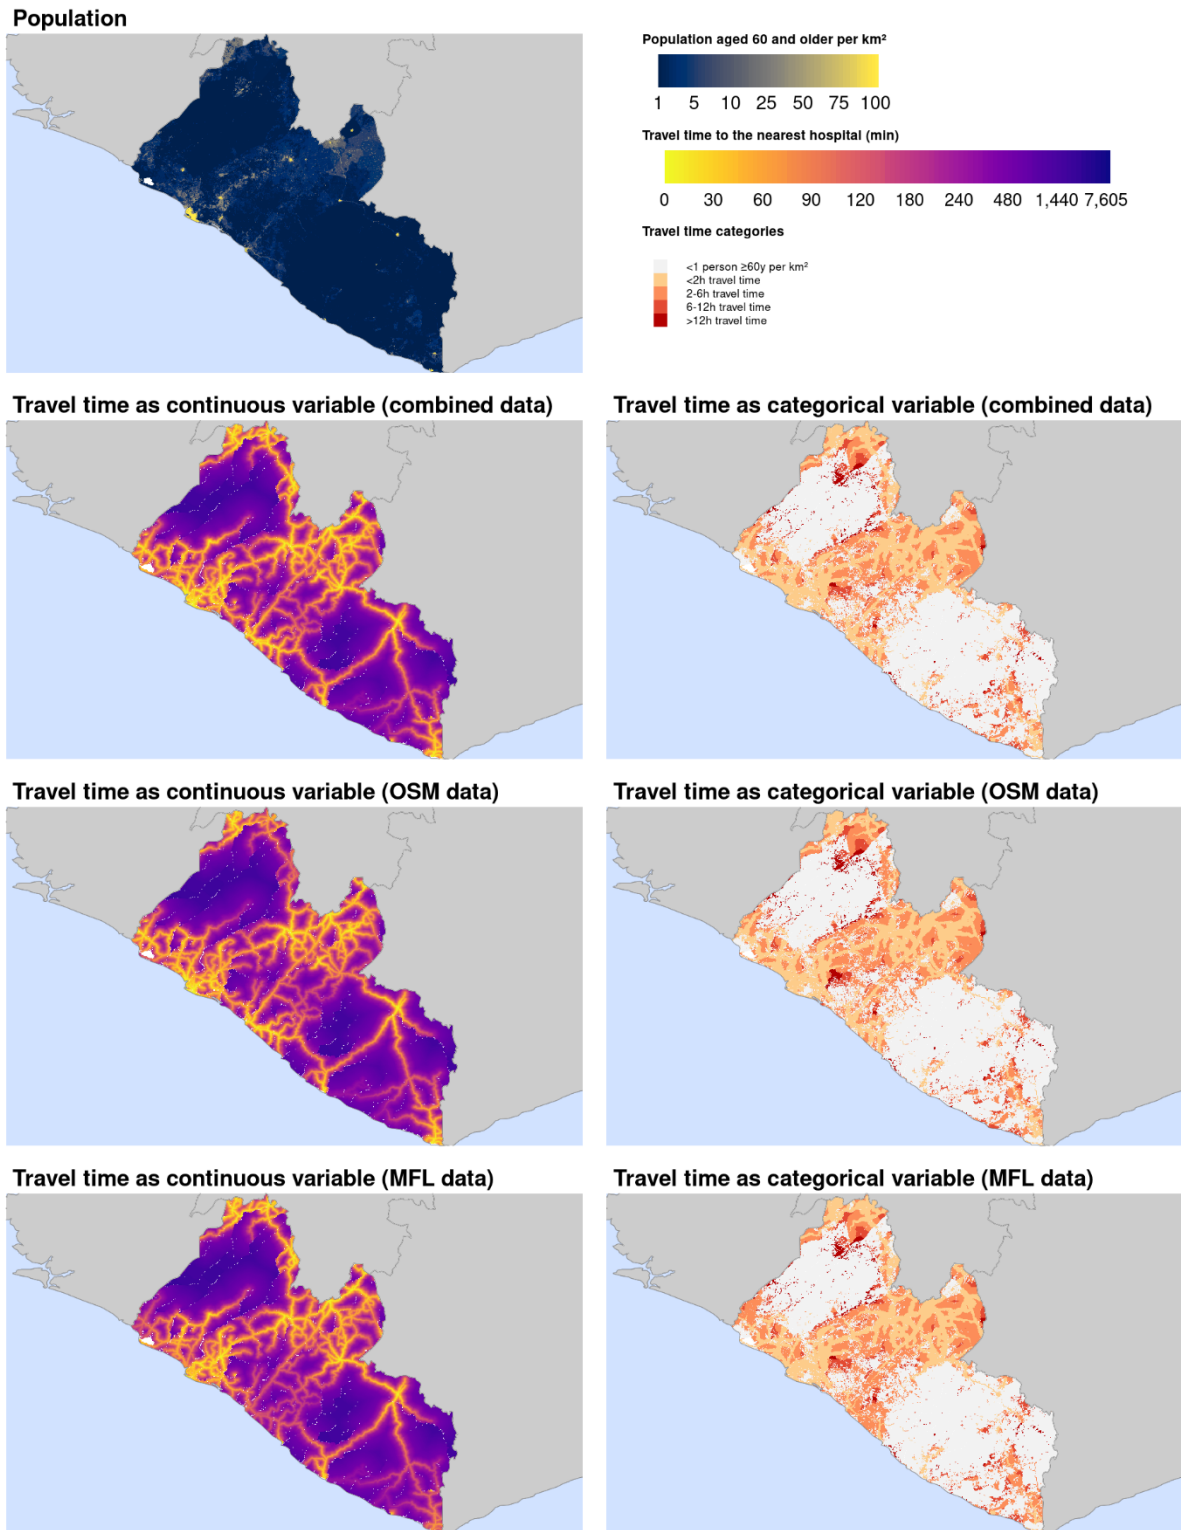 Population
Population aged 60 and older per km²
1 5 10 25 50 75 100
Travel time to the nearest hospital (min)
0 30 60 90 120 180 240 480 1,440 7,605
Travel time categories
<1 person ≥60y per km²
<2h travel time
2-6h travel time
6-12h travel time
>12h travel time
Travel time as continuous variable (combined data)
Travel time as categorical variable (combined data)
Travel time as continuous variable (OSM data)
Travel time as categorical variable (OSM data)
Travel time as continuous variable (MFL data)
Travel time as categorical variable (MFL data)